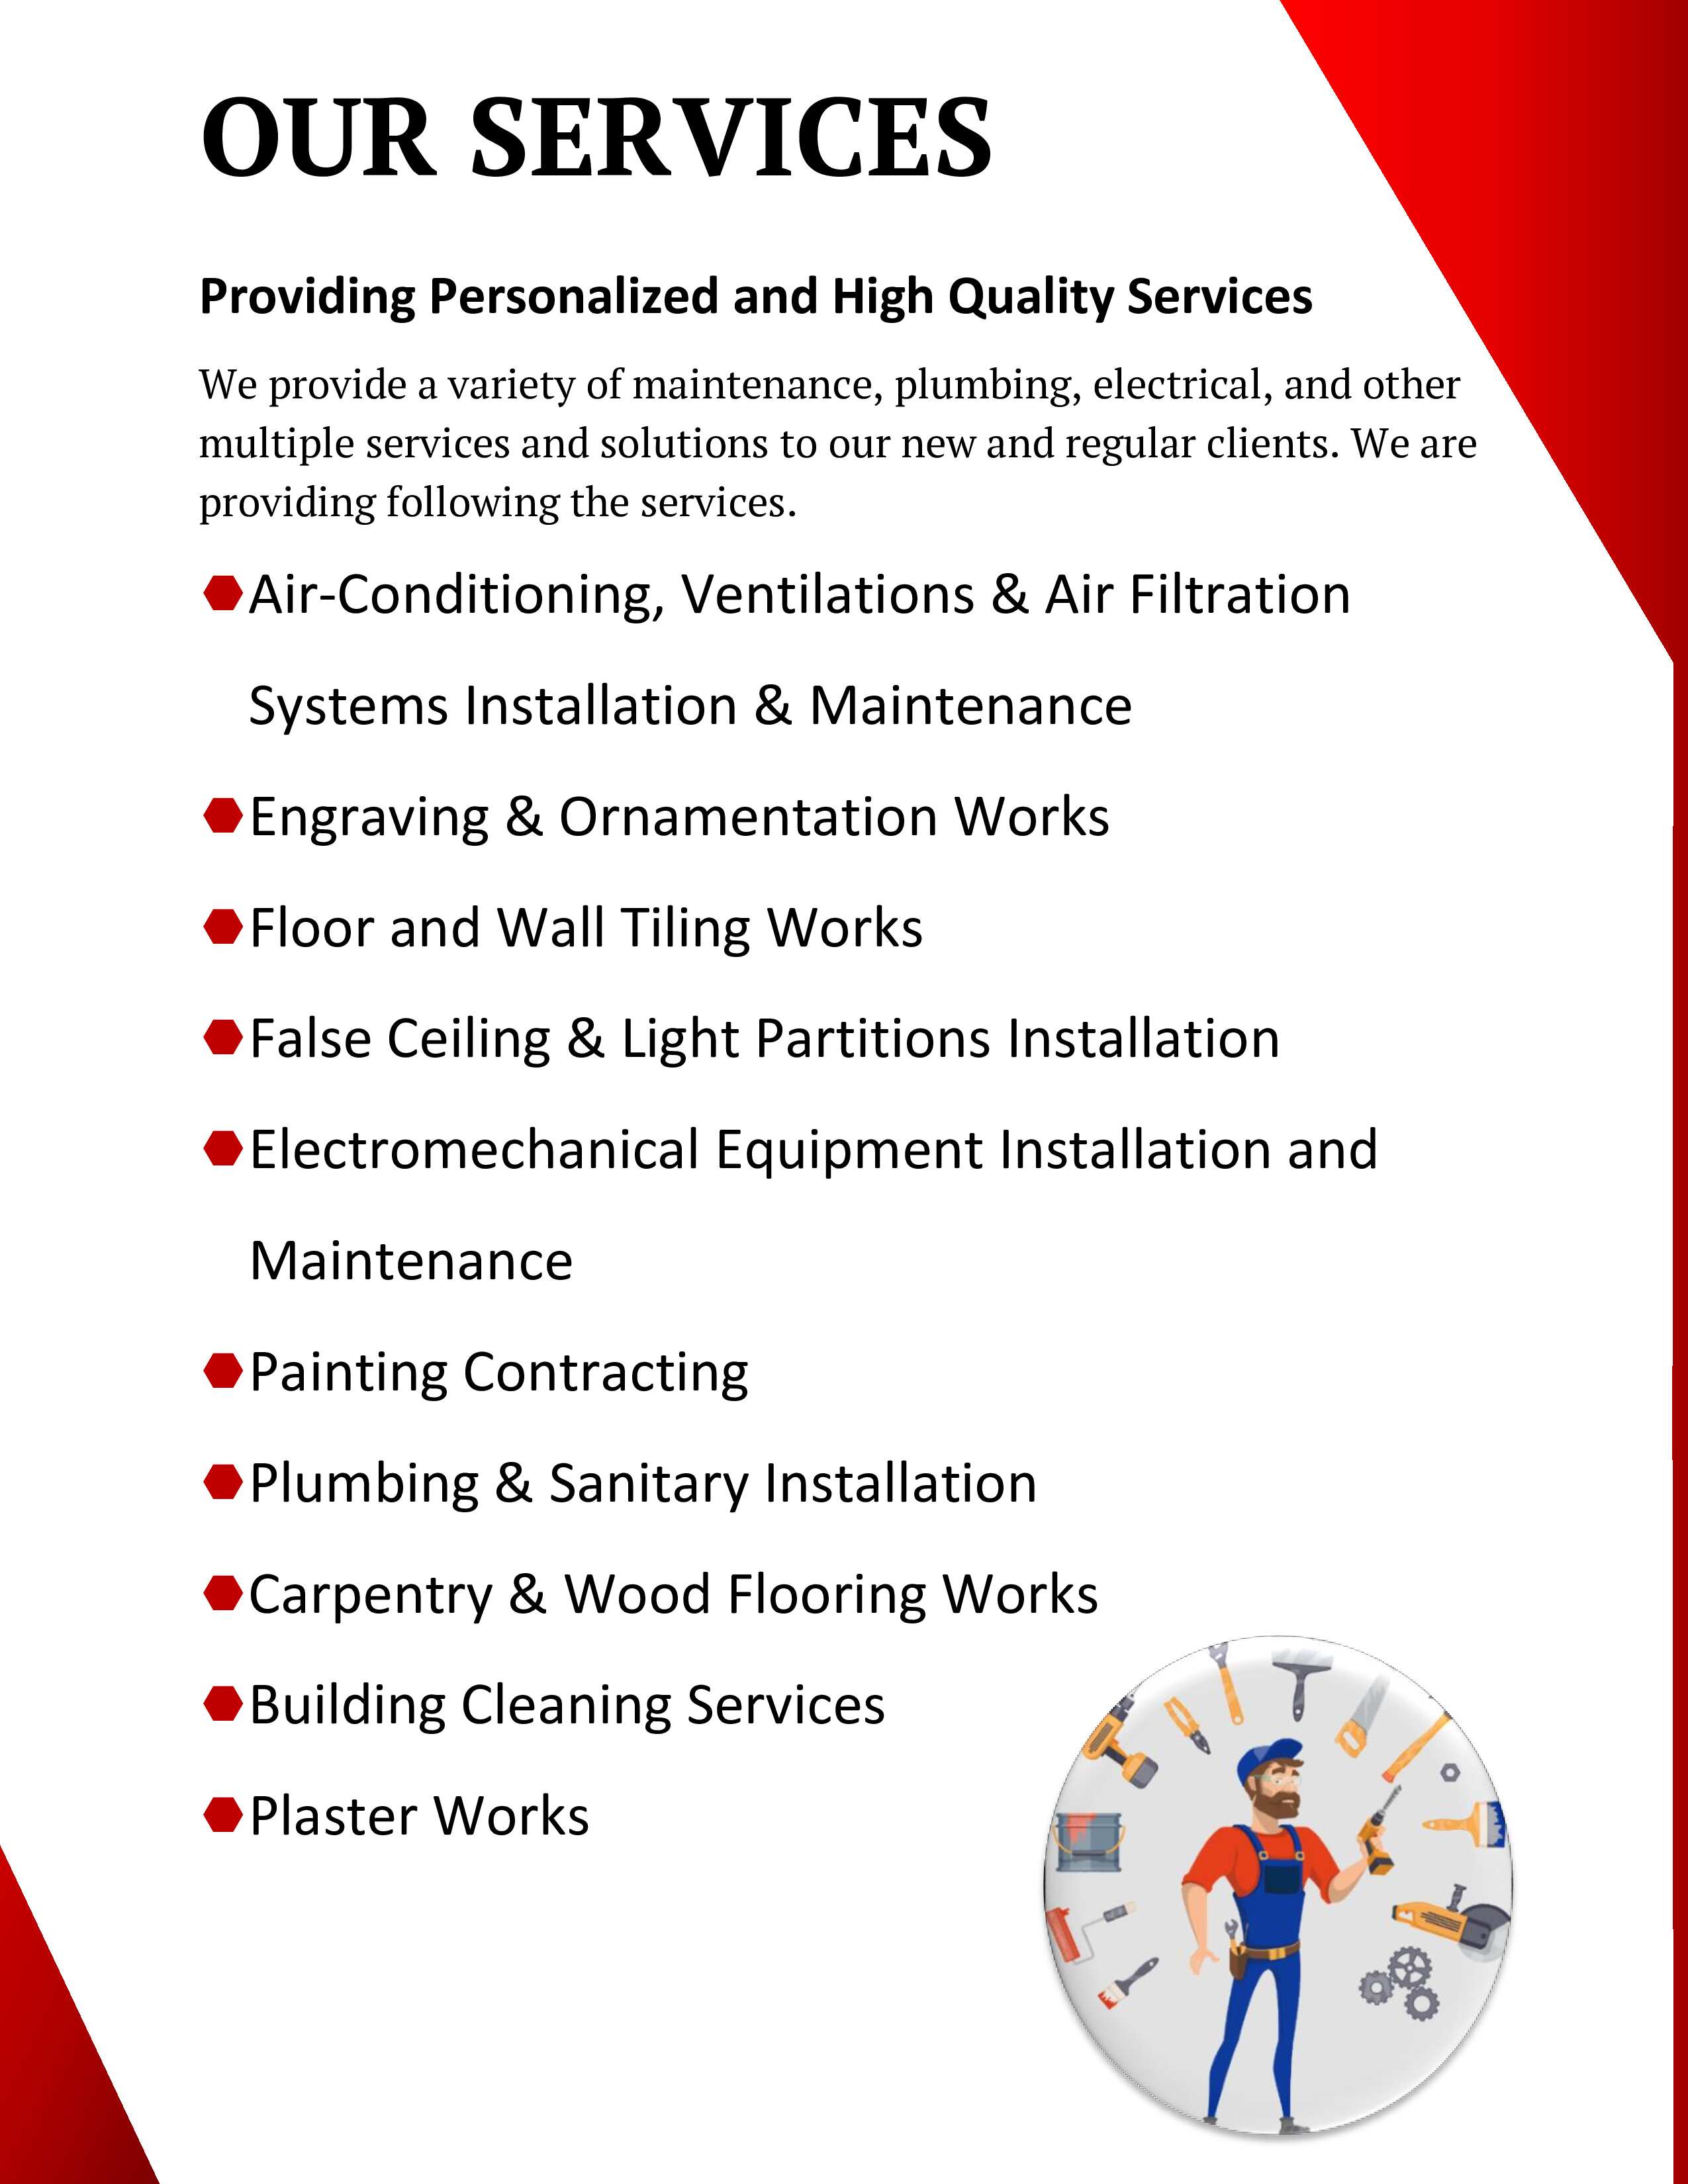 OUR SERVICES
Providing Personalized and High Quality Services
We provide a variety of maintenance, plumbing, electrical, and other
multiple services and solutions to our new and regular clients. We are
providing following the services.
Air-Conditioning, Ventilations & Air Filtration
Systems Installation & Maintenance
Engraving & Ornamentation Works
Floor and Wall Tiling Works
False Ceiling & Light Partitions Installation
Electromechanical Equipment Installation and
Maintenance
Painting Contracting
Plumbing & Sanitary Installation
Carpentry & Wood Flooring Works
Building Cleaning Services
Plaster Works